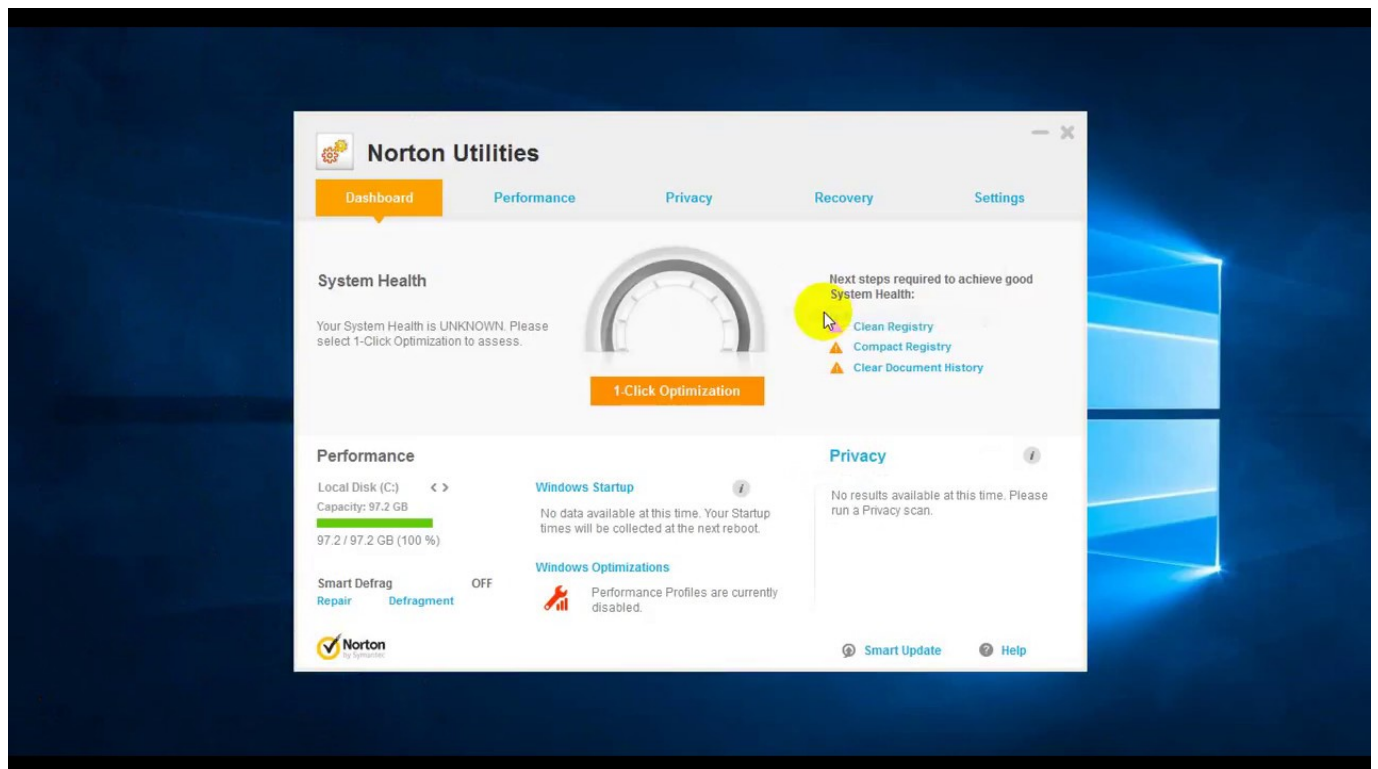 Norton Utilities
Dashboard
Performance
Privacy
Recovery
Settings
System Health
Your System Health is UNKNOWN. Please
select 1-Click Optimization to assess.
1-Click Optimization
Next steps required to achieve good
System Health:
Clean Registry
Compact Registry
Clear Document History
Performance
Local Disk (C:)
Capacity: 97.2 GB
97.2 / 97.2 GB (100 %)
Smart Defrag OFF
Repair Defragment
Windows Startup
No data available at this time. Your Startup
times will be collected at the next reboot.
Windows Optimizations
Performance Profiles are currently
disabled.
Privacy
No results available at this time. Please
run a Privacy scan.
Norton
by Symantec
Smart Update
Help